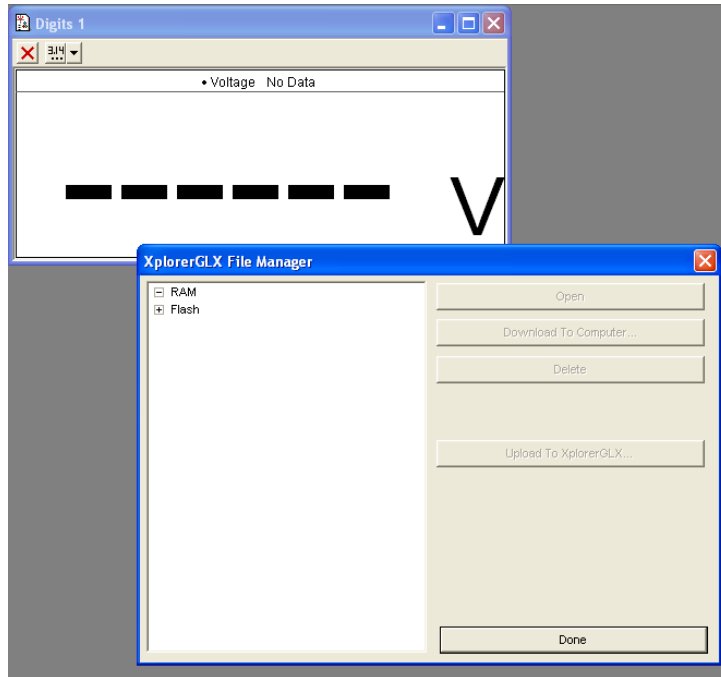 Digits 1
3.14
• Voltage No Data
V
XplorerGLX File Manager
RAM
Flash
Open
Download To Computer...
Delete
Upload To XplorerGLX...
Done